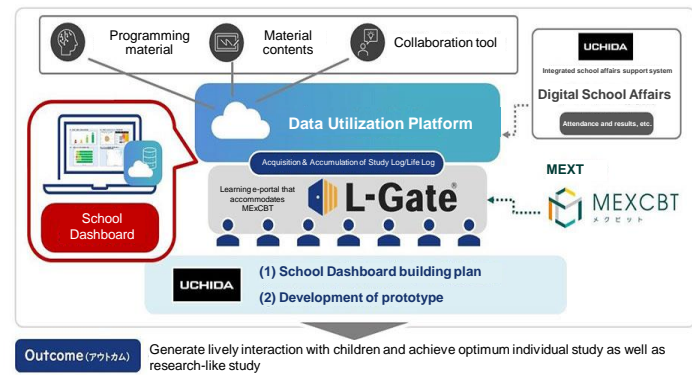 Programming
material
Material
contents
Collaboration tool
UCHIDA
Integrated school affairs support system
Digital School Affairs
Attendance and results, etc.
Data Utilization Platform
Acquisition & Accumulation of Study Log/Life Log
Learning e-portal that
accommodates
MExCBT
L-Gate®
MEXT
MEXCBT
メクビット
School
Dashboard
UCHIDA
(1) School Dashboard building plan
(2) Development of prototype
Outcome (アウトカム)
Generate lively interaction with children and achieve optimum individual study as well as
research-like study